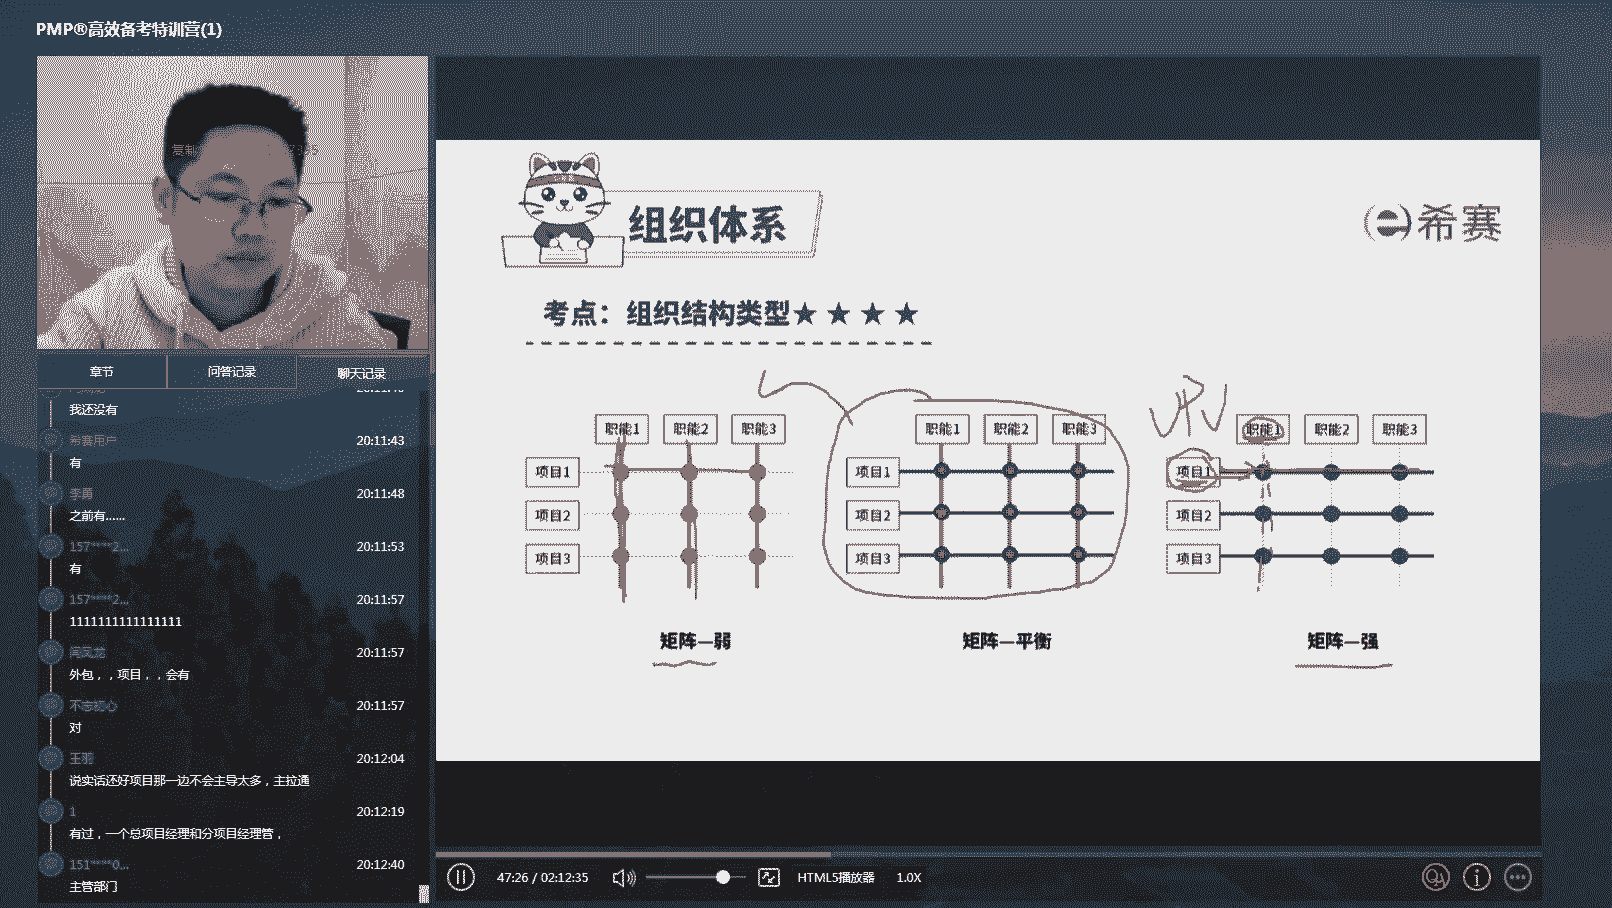 PMP®高效备考特训营(1)
章节
问答记录
聊天记录
我还没有
希赛用户
20:11:43
有
李勇
20:11:48
之前有......
157****2...
20:11:53
有
157****2...
20:11:57
1111111111111111
闫凤龙
20:11:57
外包，，项目，，会有
不忘初心
20:11:57
对
王羽
20:12:04
说实话还好项目那一边不会主导太多，主拉通
1
20:12:19
有过，一个总项目经理和分项目经理管，
151****0...
20:12:40
主管部门
组织体系
希赛
考点：组织结构类型★ ★ ★ ★
职能1 职能2 职能3
项目1
项目2
项目3
矩阵—弱
职能1 职能2 职能3
项目1
项目2
项目3
矩阵—平衡
职能1 职能2 职能3
项目1
项目2
项目3
矩阵—强
47:26 / 02:12:35
HTML5播放器
1.0X